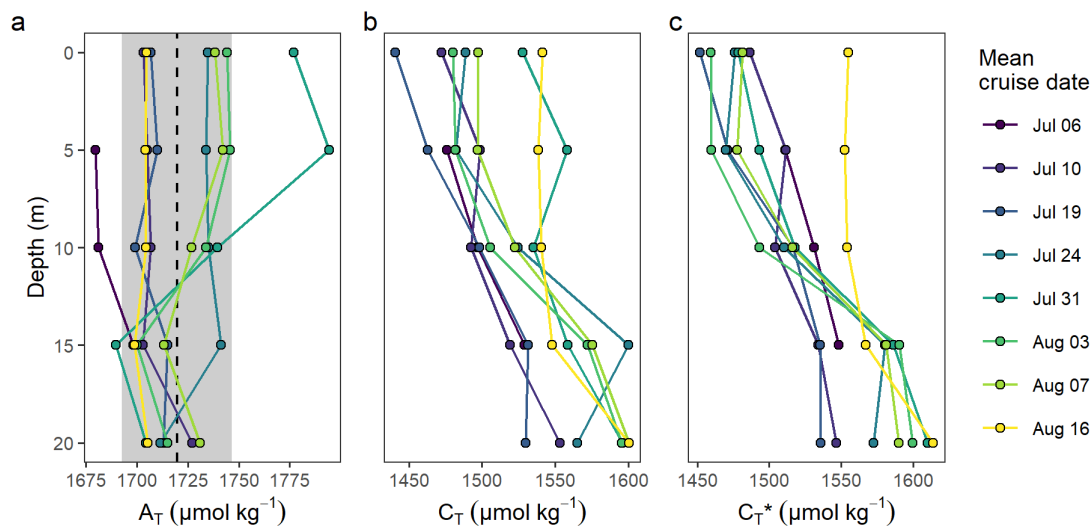 a
b
c
Depth (m)
0
5
10
15
20
1675
1700
1725
1750
1775
A_T (μmol kg⁻¹)
1450
1500
1550
1600
C_T (μmol kg⁻¹)
1450
1500
1550
1600
C_T* (μmol kg⁻¹)
Mean
cruise date
Jul 06
Jul 10
Jul 19
Jul 24
Jul 31
Aug 03
Aug 07
Aug 16